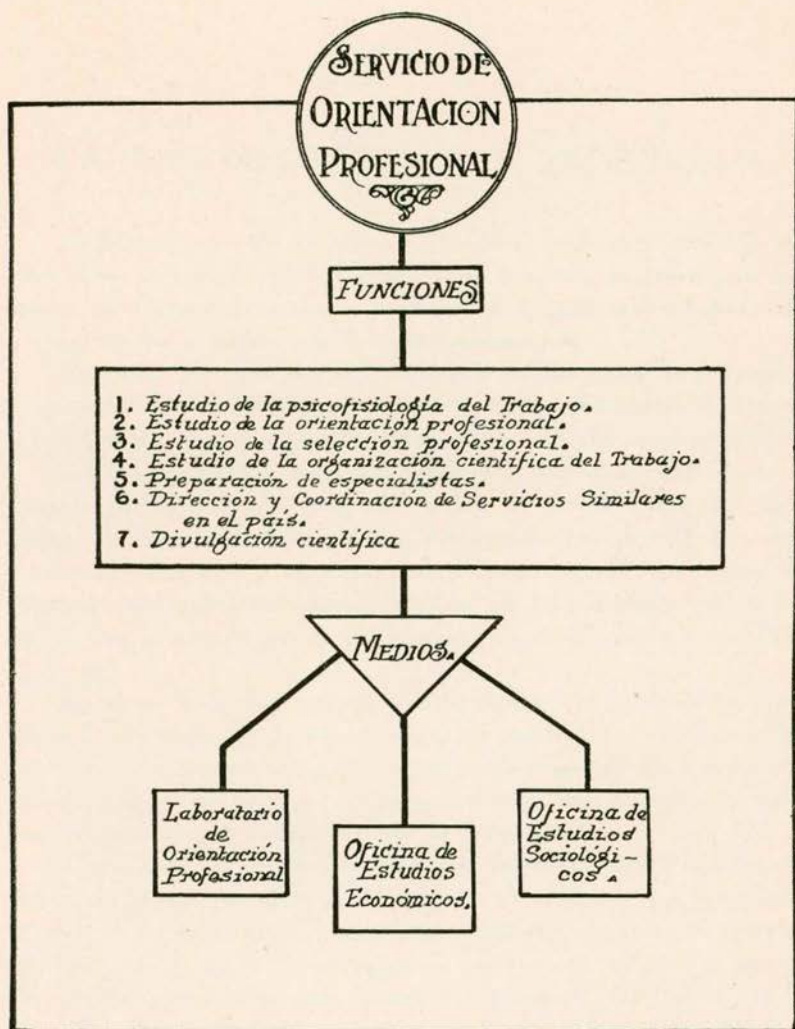 SERVICIO DE
ORIENTACION
PROFESIONAL
FUNCIONES
1. Estudio de la psicofisiología del Trabajo.
2. Estudio de la orientación profesional.
3. Estudio de la selección profesional.
4. Estudio de la organización científica del Trabajo.
5. Preparación de especialistas.
6. Dirección y Coordinación de Servicios Similares
en el país.
7. Divulgación científica
MEDIOS.
Laboratorio
de
Orientación
Profesional
Oficina de
Estudios
Económicos.
Oficina de
Estudios
Sociológi-
cos.